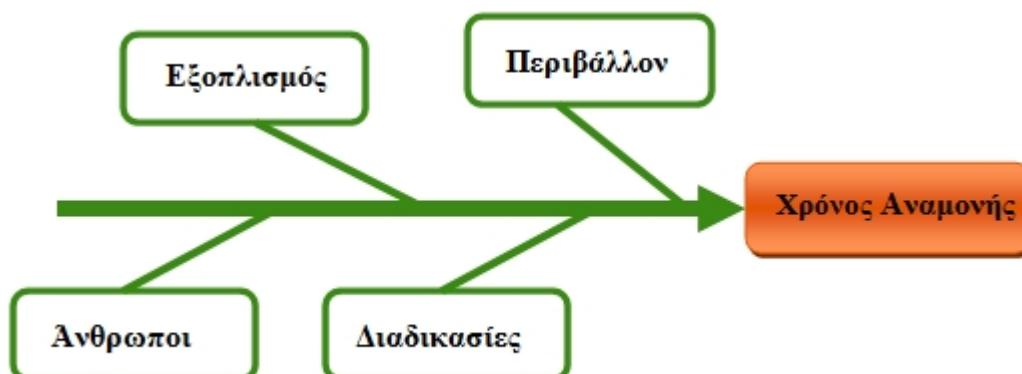 Εξοπλισμός
Περιβάλλον
Χρόνος Αναμονής
Άνθρωποι
Διαδικασίες